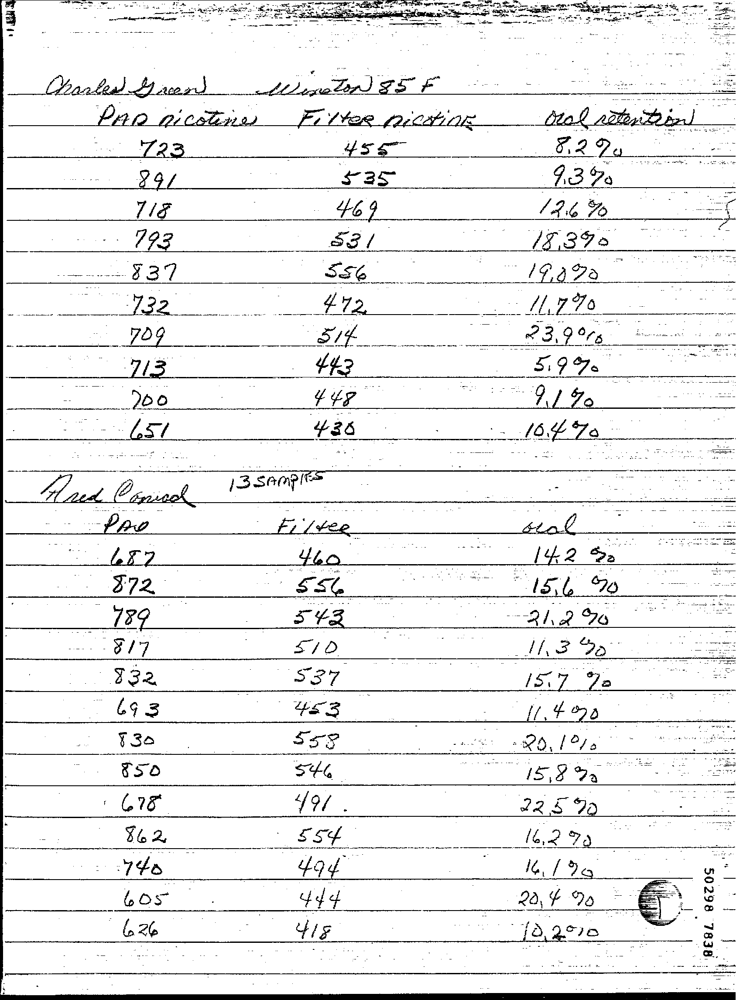 Charles Green Winston 85 F
PAD nicotine Filter nicotine oral retention
723 455 8.2%
891 535 9.3%
718 469 12.6%
793 531 18.3%
837 556 19.0%
732 472 11.7%
709 514 23.9%
713 443 5.9%
700 448 9.1%
651 430 10.4%
Fred Conrad 13 SAMPLES
PAD Filter oral
687 460 14.2%
872 556 15.6%
789 543 21.2%
817 510 11.3%
832 537 15.7%
693 453 11.4%
830 558 20.1%
850 546 15.8%
678 491 22.5%
862 554 16.2%
740 494 16.1%
605 444 20.4%
626 418 10.2%
50298 7838